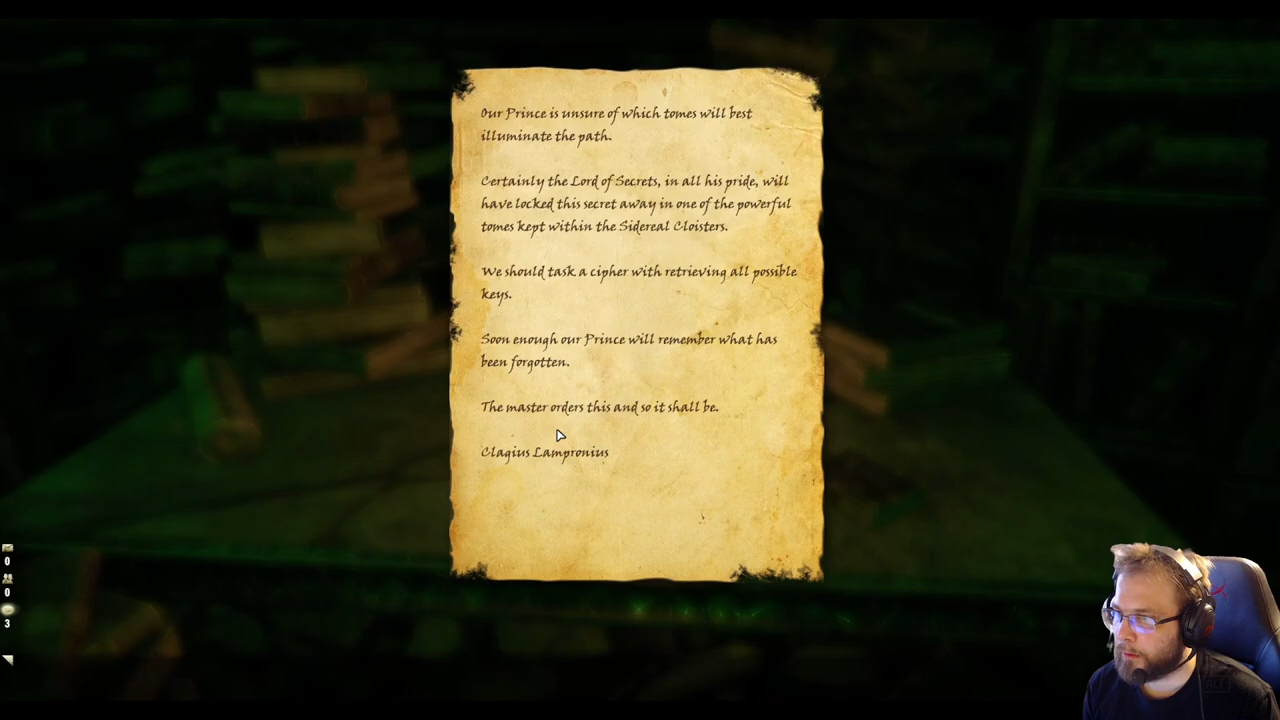 Our Prince is unsure of which tomes will best
illuminate the path.
Certainly the Lord of Secrets, in all his pride, will
have locked this secret away in one of the powerful
tomes kept within the Sidereal Cloisters.
We should task a cipher with retrieving all possible
keys.
Soon enough our Prince will remember what has
been forgotten.
The master orders this and so it shall be.
Clagius Lampronius
0
0
3